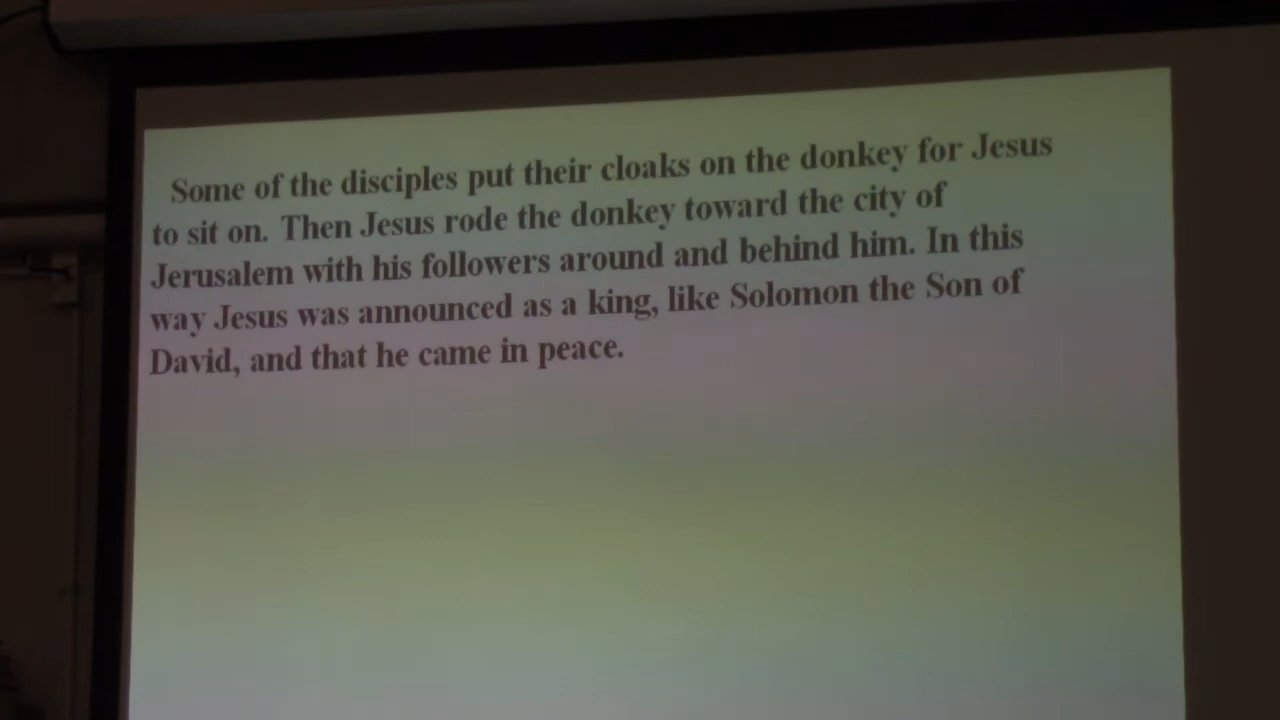 Some of the disciples put their cloaks on the donkey for Jesus
to sit on. Then Jesus rode the donkey toward the city of
Jerusalem with his followers around and behind him. In this
way Jesus was announced as a king, like Solomon the Son of
David, and that he came in peace.